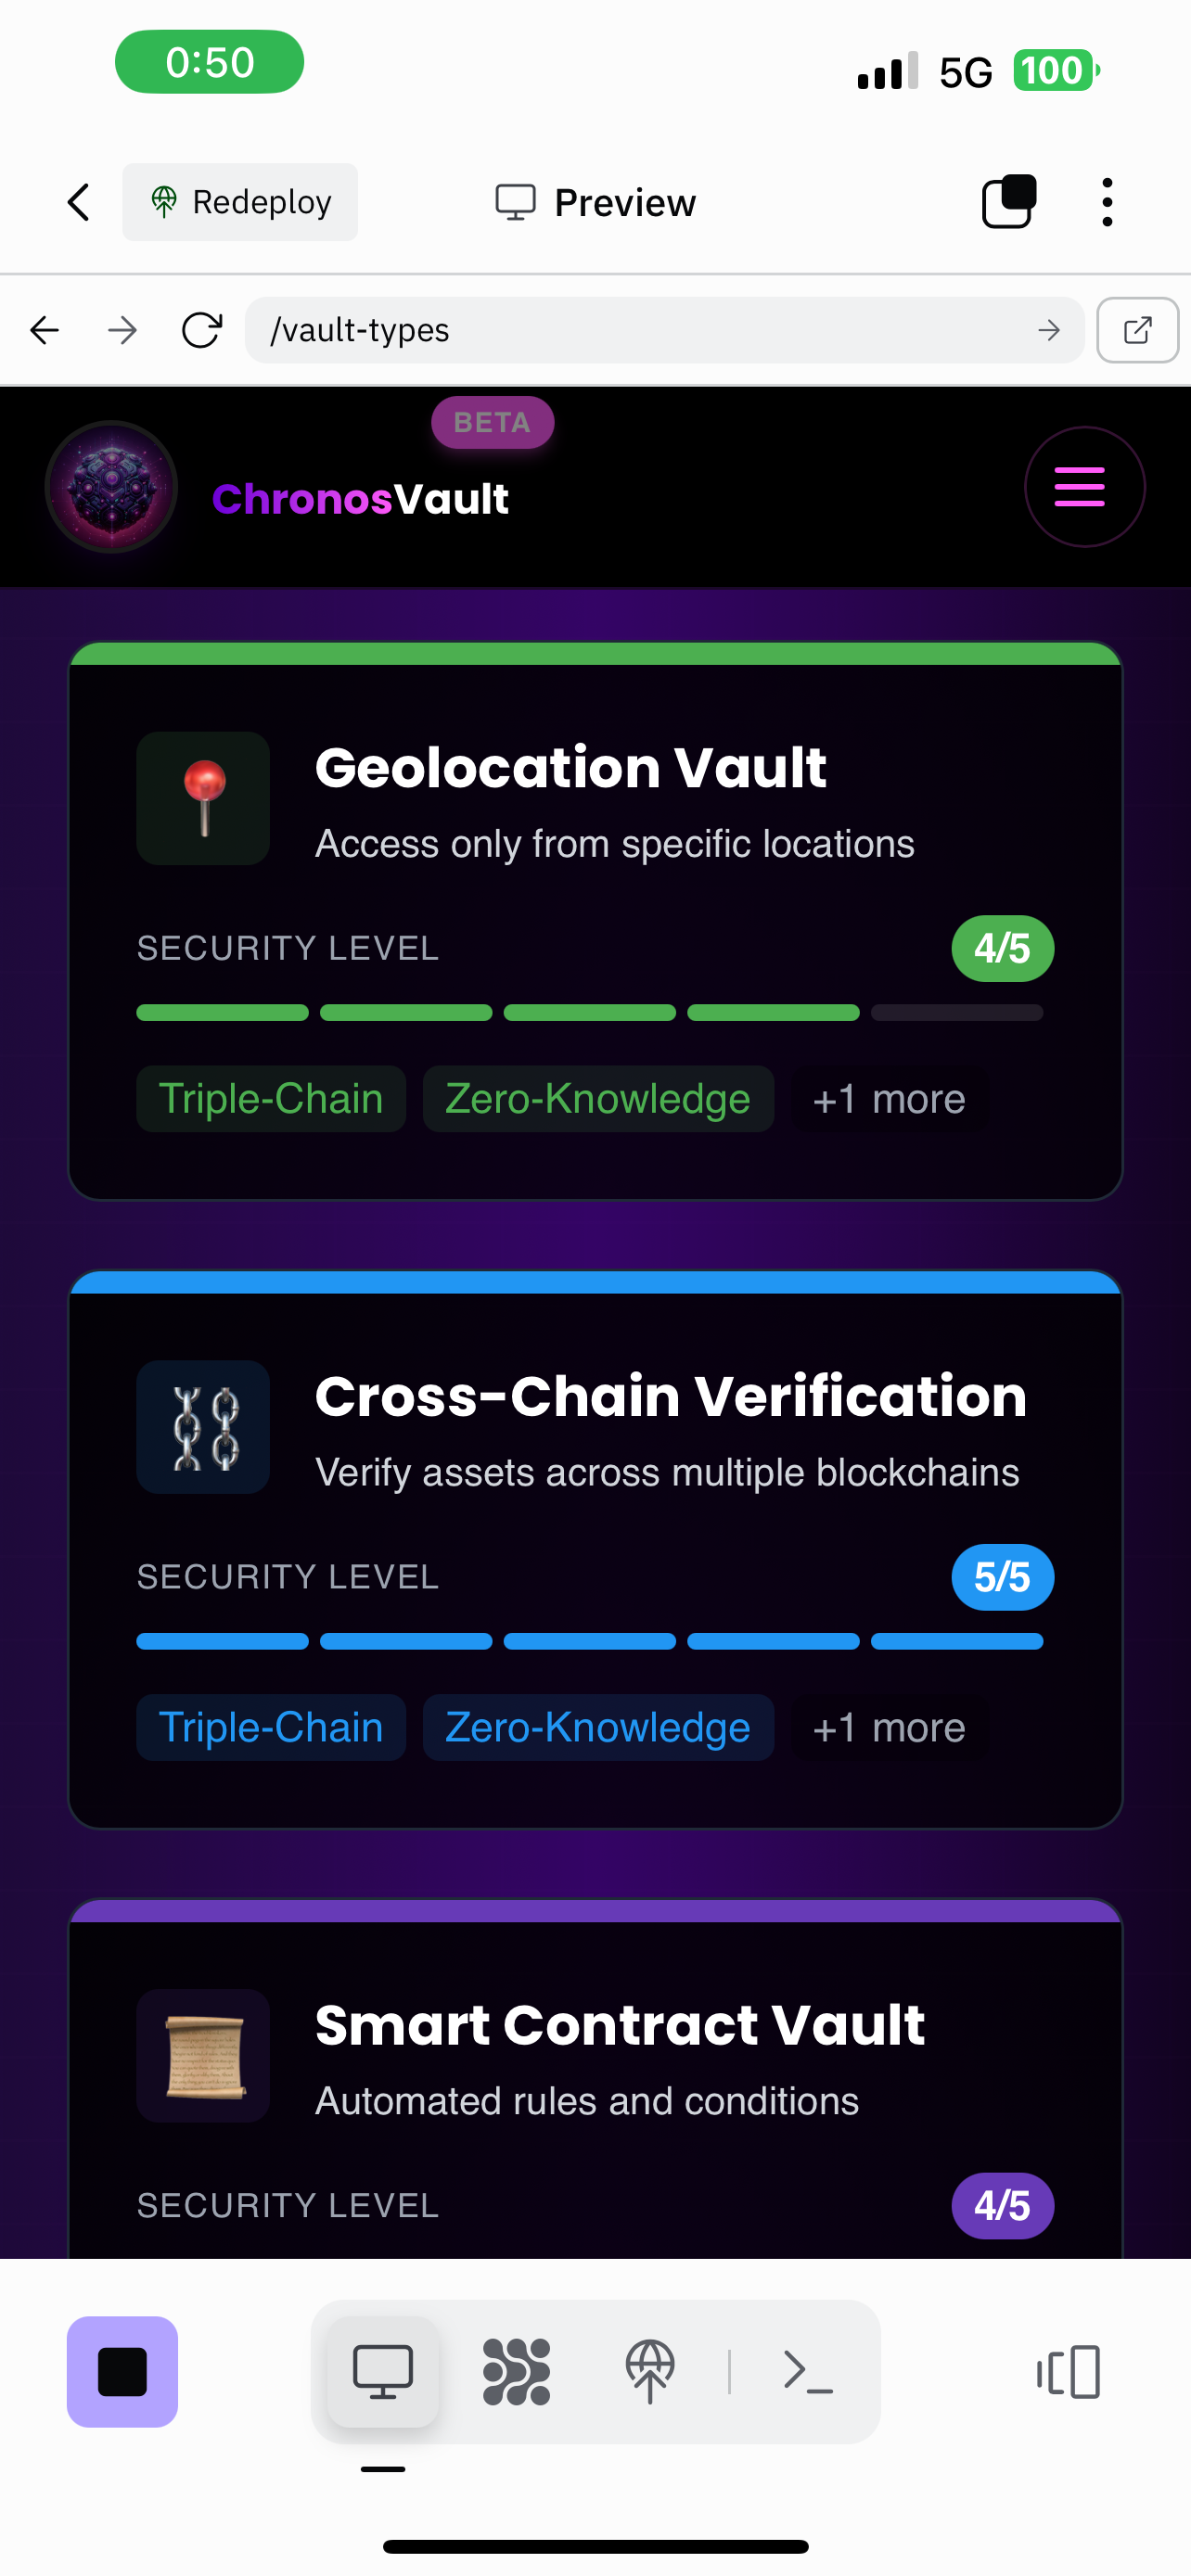 0:50
5G
100
Redeploy
Preview
/vault-types
BETA
ChronosVault
Geolocation Vault
Access only from specific locations
SECURITY LEVEL
4/5
Triple-Chain
Zero-Knowledge
+1 more
Cross-Chain Verification
Verify assets across multiple blockchains
SECURITY LEVEL
5/5
Triple-Chain
Zero-Knowledge
+1 more
Smart Contract Vault
Automated rules and conditions
SECURITY LEVEL
4/5